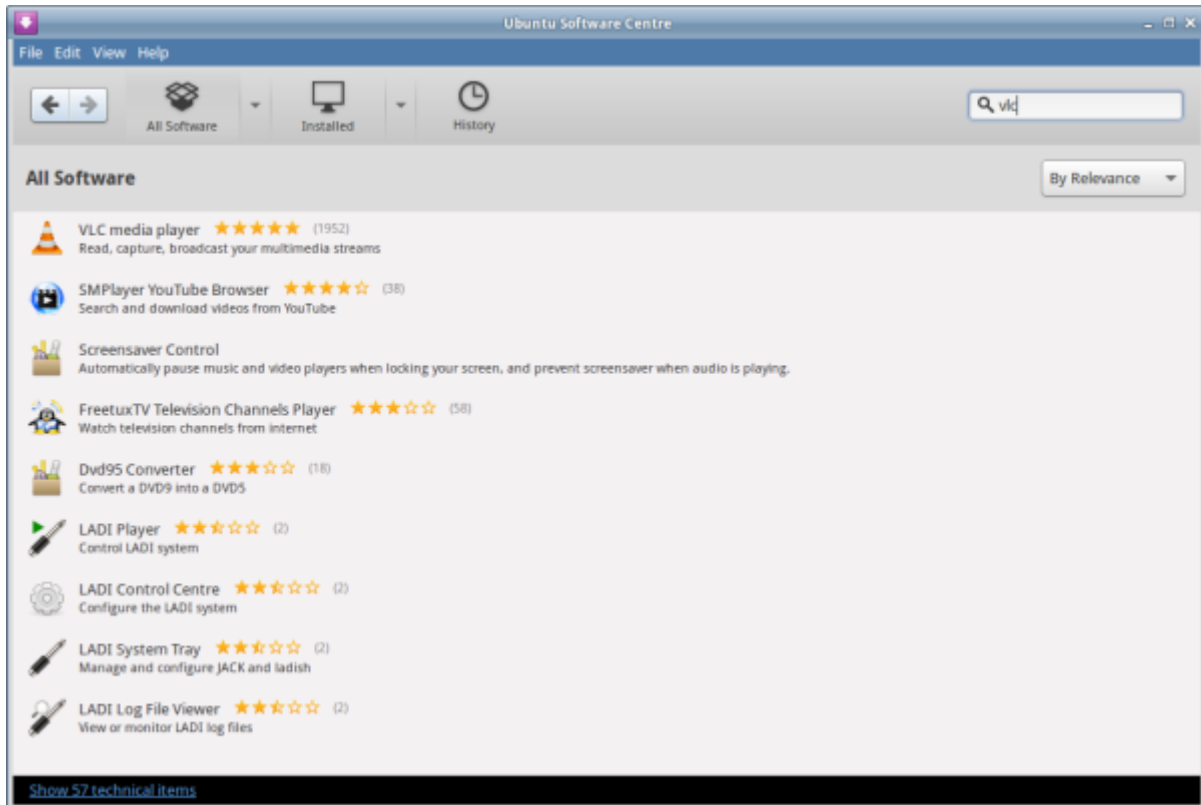 Ubuntu Software Centre
File Edit View Help
All Software
Installed
History
vlc
All Software
By Relevance
VLC media player (1952)
Read, capture, broadcast your multimedia streams
SMPlayer YouTube Browser (38)
Search and download videos from YouTube
Screensaver Control
Automatically pause music and video players when locking your screen, and prevent screensaver when audio is playing.
FreetuxTV Television Channels Player (58)
Watch television channels from internet
Dvd95 Converter (18)
Convert a DVD9 into a DVD5
LADI Player (2)
Control LADI system
LADI Control Centre (2)
Configure the LADI system
LADI System Tray (2)
Manage and configure JACK and ladish
LADI Log File Viewer (2)
View or monitor LADI log files
Show 57 technical items